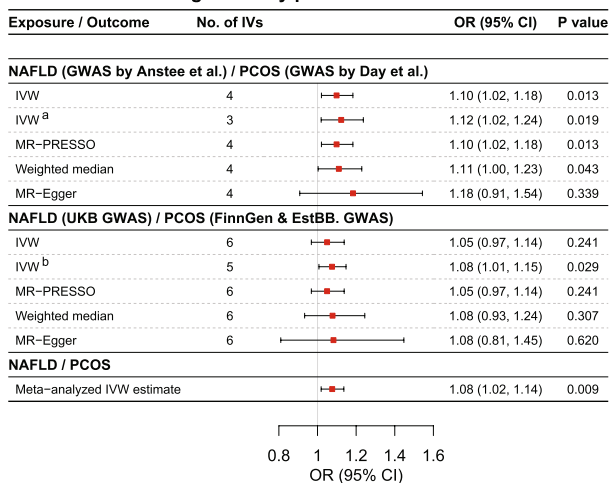 Exposure / Outcome No. of IVs OR (95% CI) P value
NAFLD (GWAS by Anstee et al.) / PCOS (GWAS by Day et al.)
IVW 4 1.10 (1.02, 1.18) 0.013
IVW a 3 1.12 (1.02, 1.24) 0.019
MR−PRESSO 4 1.10 (1.02, 1.18) 0.013
Weighted median 4 1.11 (1.00, 1.23) 0.043
MR−Egger 4 1.18 (0.91, 1.54) 0.339
NAFLD (UKB GWAS) / PCOS (FinnGen & EstBB. GWAS)
IVW 6 1.05 (0.97, 1.14) 0.241
IVW b 5 1.08 (1.01, 1.15) 0.029
MR−PRESSO 6 1.05 (0.97, 1.14) 0.241
Weighted median 6 1.08 (0.93, 1.24) 0.307
MR−Egger 6 1.08 (0.81, 1.45) 0.620
NAFLD / PCOS
Meta−analyzed IVW estimate 1.08 (1.02, 1.14) 0.009
0.8 1 1.2 1.4 1.6
OR (95% CI)